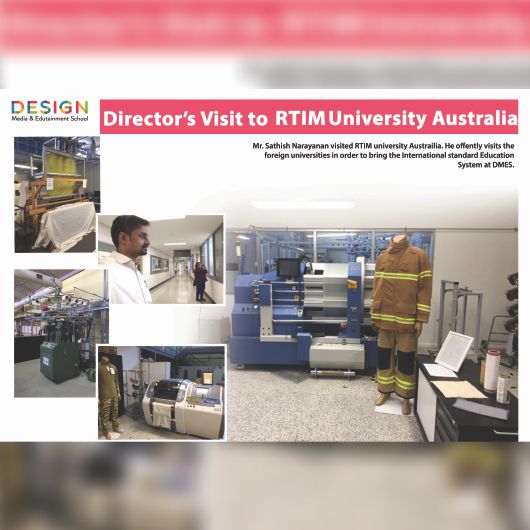 DESIGN
Media & Edutainment School
Director's Visit to RTIM University Australia
Mr. Sathish Narayanan visited RTIM university Austrailia. He offently visits the
foreign universities in order to bring the International standard Education
System at DMES.